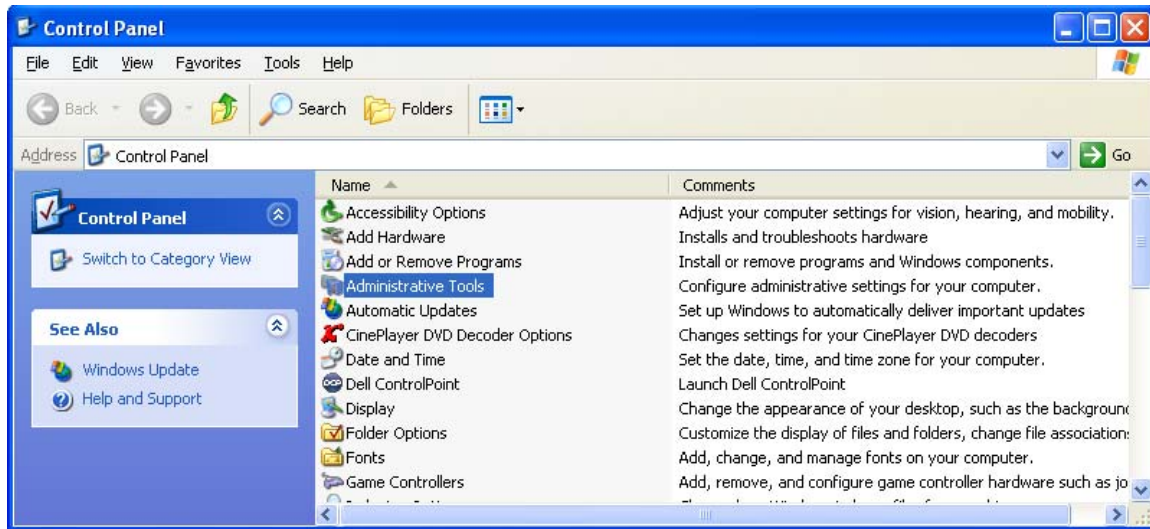 Control Panel
File Edit View Favorites Tools Help
Back Search Folders
Address Control Panel Go
Control Panel
Switch to Category View
See Also
Windows Update
Help and Support
Name Comments
Accessibility Options Adjust your computer settings for vision, hearing, and mobility.
Add Hardware Installs and troubleshoots hardware
Add or Remove Programs Install or remove programs and Windows components.
Administrative Tools Configure administrative settings for your computer.
Automatic Updates Set up Windows to automatically deliver important updates
CinePlayer DVD Decoder Options Changes settings for your CinePlayer DVD decoders
Date and Time Set the date, time, and time zone for your computer.
Dell ControlPoint Launch Dell ControlPoint
Display Change the appearance of your desktop, such as the background
Folder Options Customize the display of files and folders, change file associations
Fonts Add, change, and manage fonts on your computer.
Game Controllers Add, remove, and configure game controller hardware such as jo